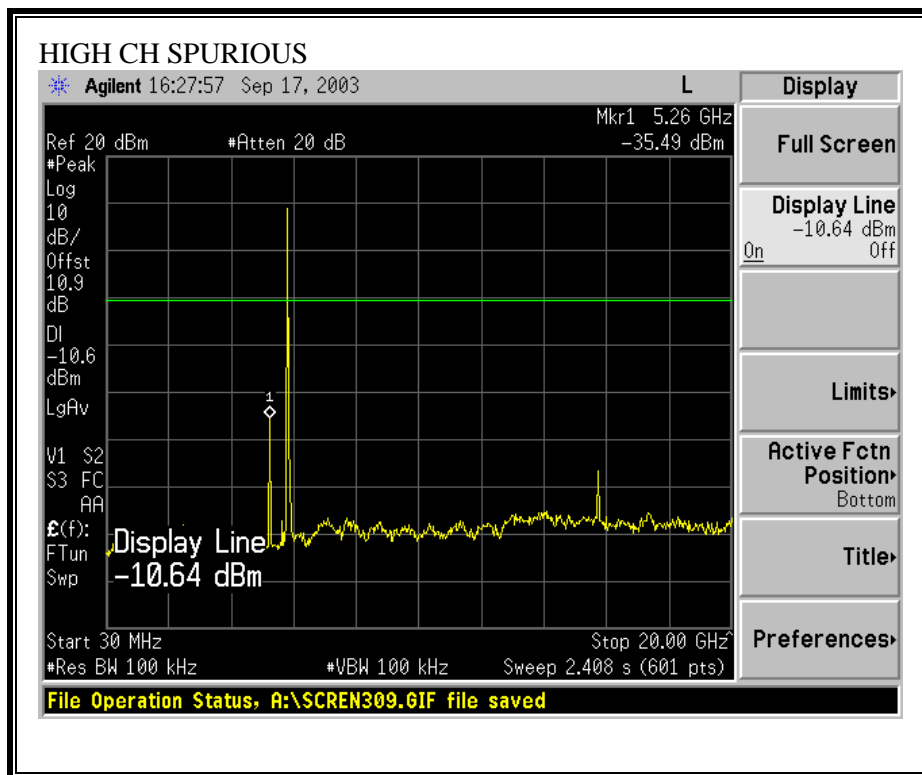 HIGH CH SPURIOUS
Agilent 16:27:57 Sep 17, 2003 L
Mkr1 5.26 GHz
Ref 20 dBm #Atten 20 dB -35.49 dBm
#Peak
Log
10
dB/
Offst
10.9
dB
DI
-10.6
dBm
LgAv
V1 S2
S3 FC
AA
£(f):
FTun
Swp
1
Display Line
-10.64 dBm
Start 30 MHz Stop 20.00 GHz^
#Res BW 100 kHz #VBW 100 kHz Sweep 2.408 s (601 pts)
File Operation Status, A:\SCREN309.GIF file saved
Display
Full Screen
Display Line
-10.64 dBm
On Off
Limits
Active Fctn
Position
Bottom
Title
Preferences